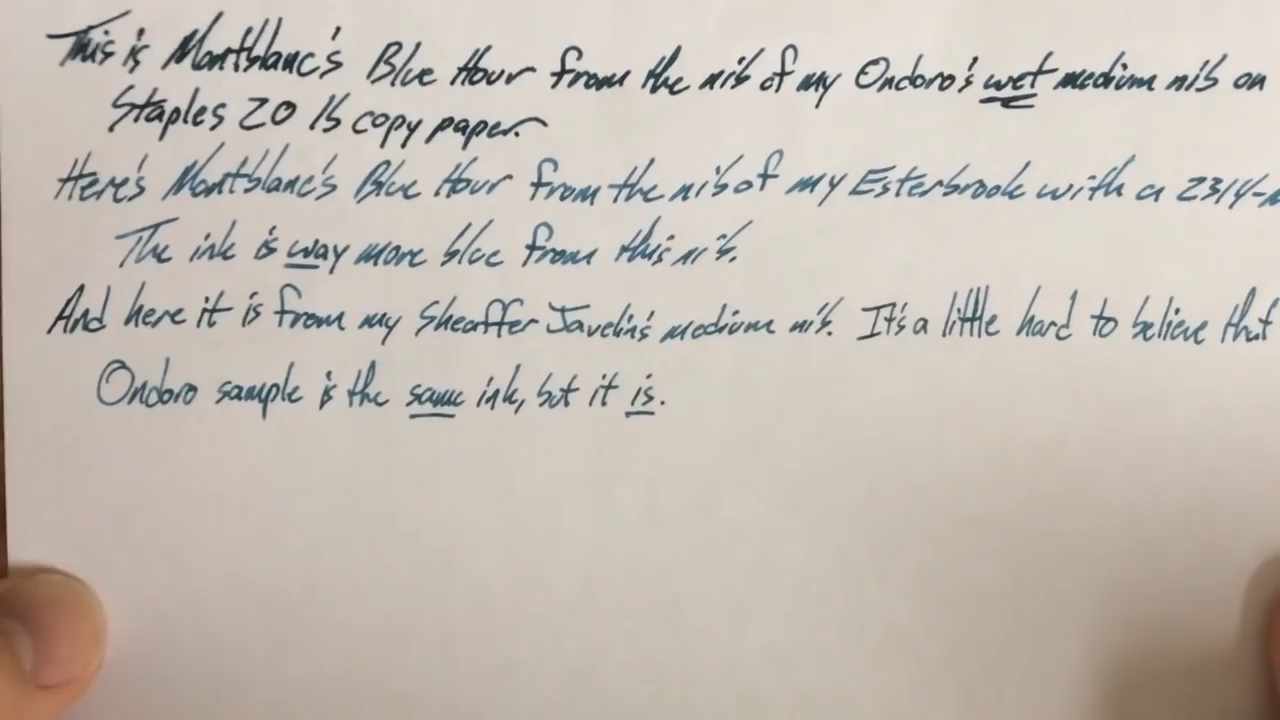 This is Montblanc's Blue Hour from the nib of my Ondoro's wet medium nib on
Staples 20 lb copy paper.
Here's Montblanc's Blue Hour from the nib of my Esterbrook with a 2314-
The ink is way more blue from this nib.
And here it is from my Sheaffer Javelin's medium nib. It's a little hard to believe that
Ondoro sample is the same ink, but it is.